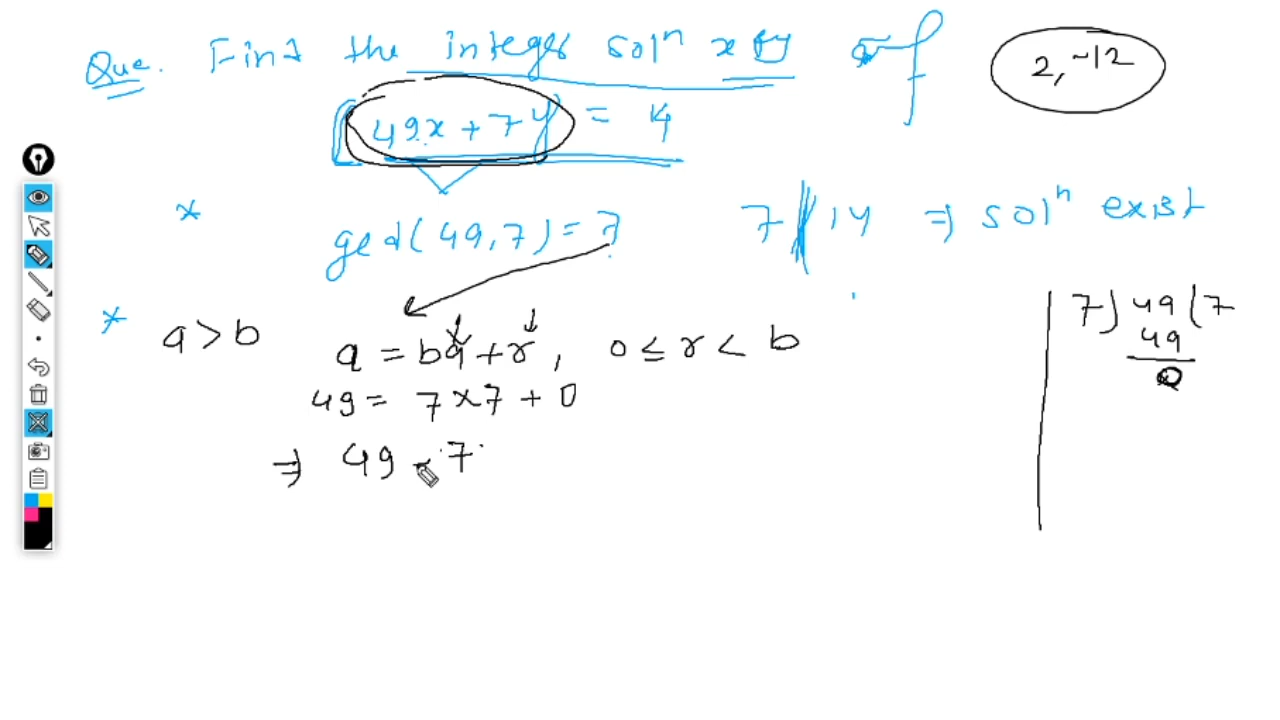 Que. Find the integer solⁿ x & y of
2, -12
49x + 7y = 14
* gcd(49,7) = 7 7 | 14 ⇒ solⁿ exist
* a > b a = bq + r, 0 ≤ r < b
49 = 7 × 7 + 0
⇒ 49 - 7.
7) 49 (7
49
0